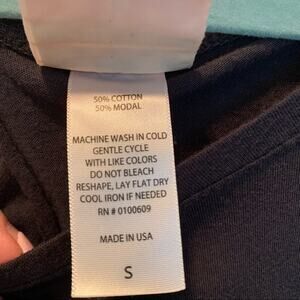 50% COTTON
50% MODAL
MACHINE WASH IN COLD
GENTLE CYCLE
WITH LIKE COLORS
DO NOT BLEACH
RESHAPE, LAY FLAT DRY
COOL IRON IF NEEDED
RN # 0100609
MADE IN USA
S